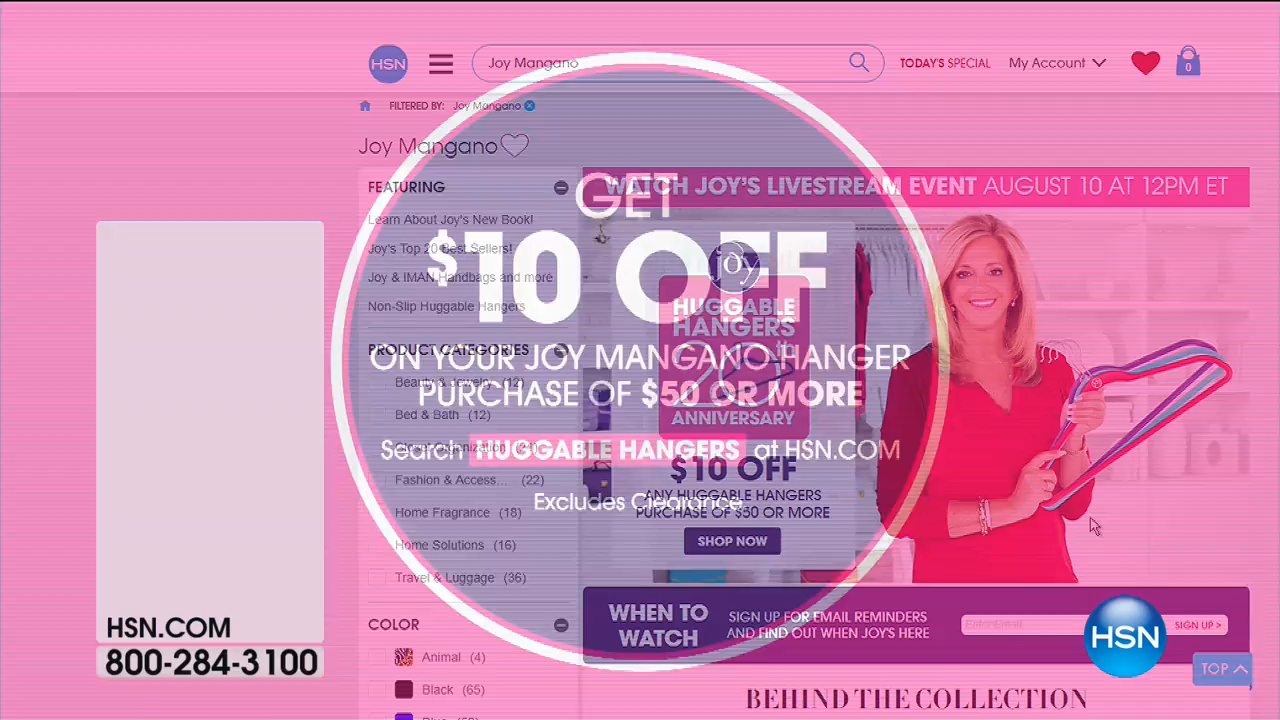 HSN
Joy Mangano
TODAY'S SPECIAL
My Account
0
FILTERED BY: Joy Mangano
Joy Mangano
FEATURING
Learn About Joy's New Book!
Joy's Top 20 Best Sellers!
Joy & IMAN Handbags and more
Non-Slip Huggable Hangers
PRODUCT CATEGORIES
Beauty & Jewelry (12)
Bed & Bath (12)
Fashion & Access... (22)
Home Fragrance (18)
Home Solutions (16)
Travel & Luggage (36)
COLOR
Animal (4)
Black (65)
WATCH JOY'S LIVESTREAM EVENT AUGUST 10 AT 12PM ET
GET
$10 OFF
ON YOUR JOY MANGANO HANGER
PURCHASE OF $50 OR MORE
Search HUGGABLE HANGERS at HSN.COM
Excludes Clearance
joy
HUGGABLE
HANGERS
20th
ANNIVERSARY
$10 OFF
ANY HUGGABLE HANGERS
PURCHASE OF $50 OR MORE
SHOP NOW
WHEN TO
WATCH
SIGN UP FOR EMAIL REMINDERS
AND FIND OUT WHEN JOY'S HERE
Enter Email
SIGN UP >
HSN
TOP
BEHIND THE COLLECTION
HSN.COM
800-284-3100